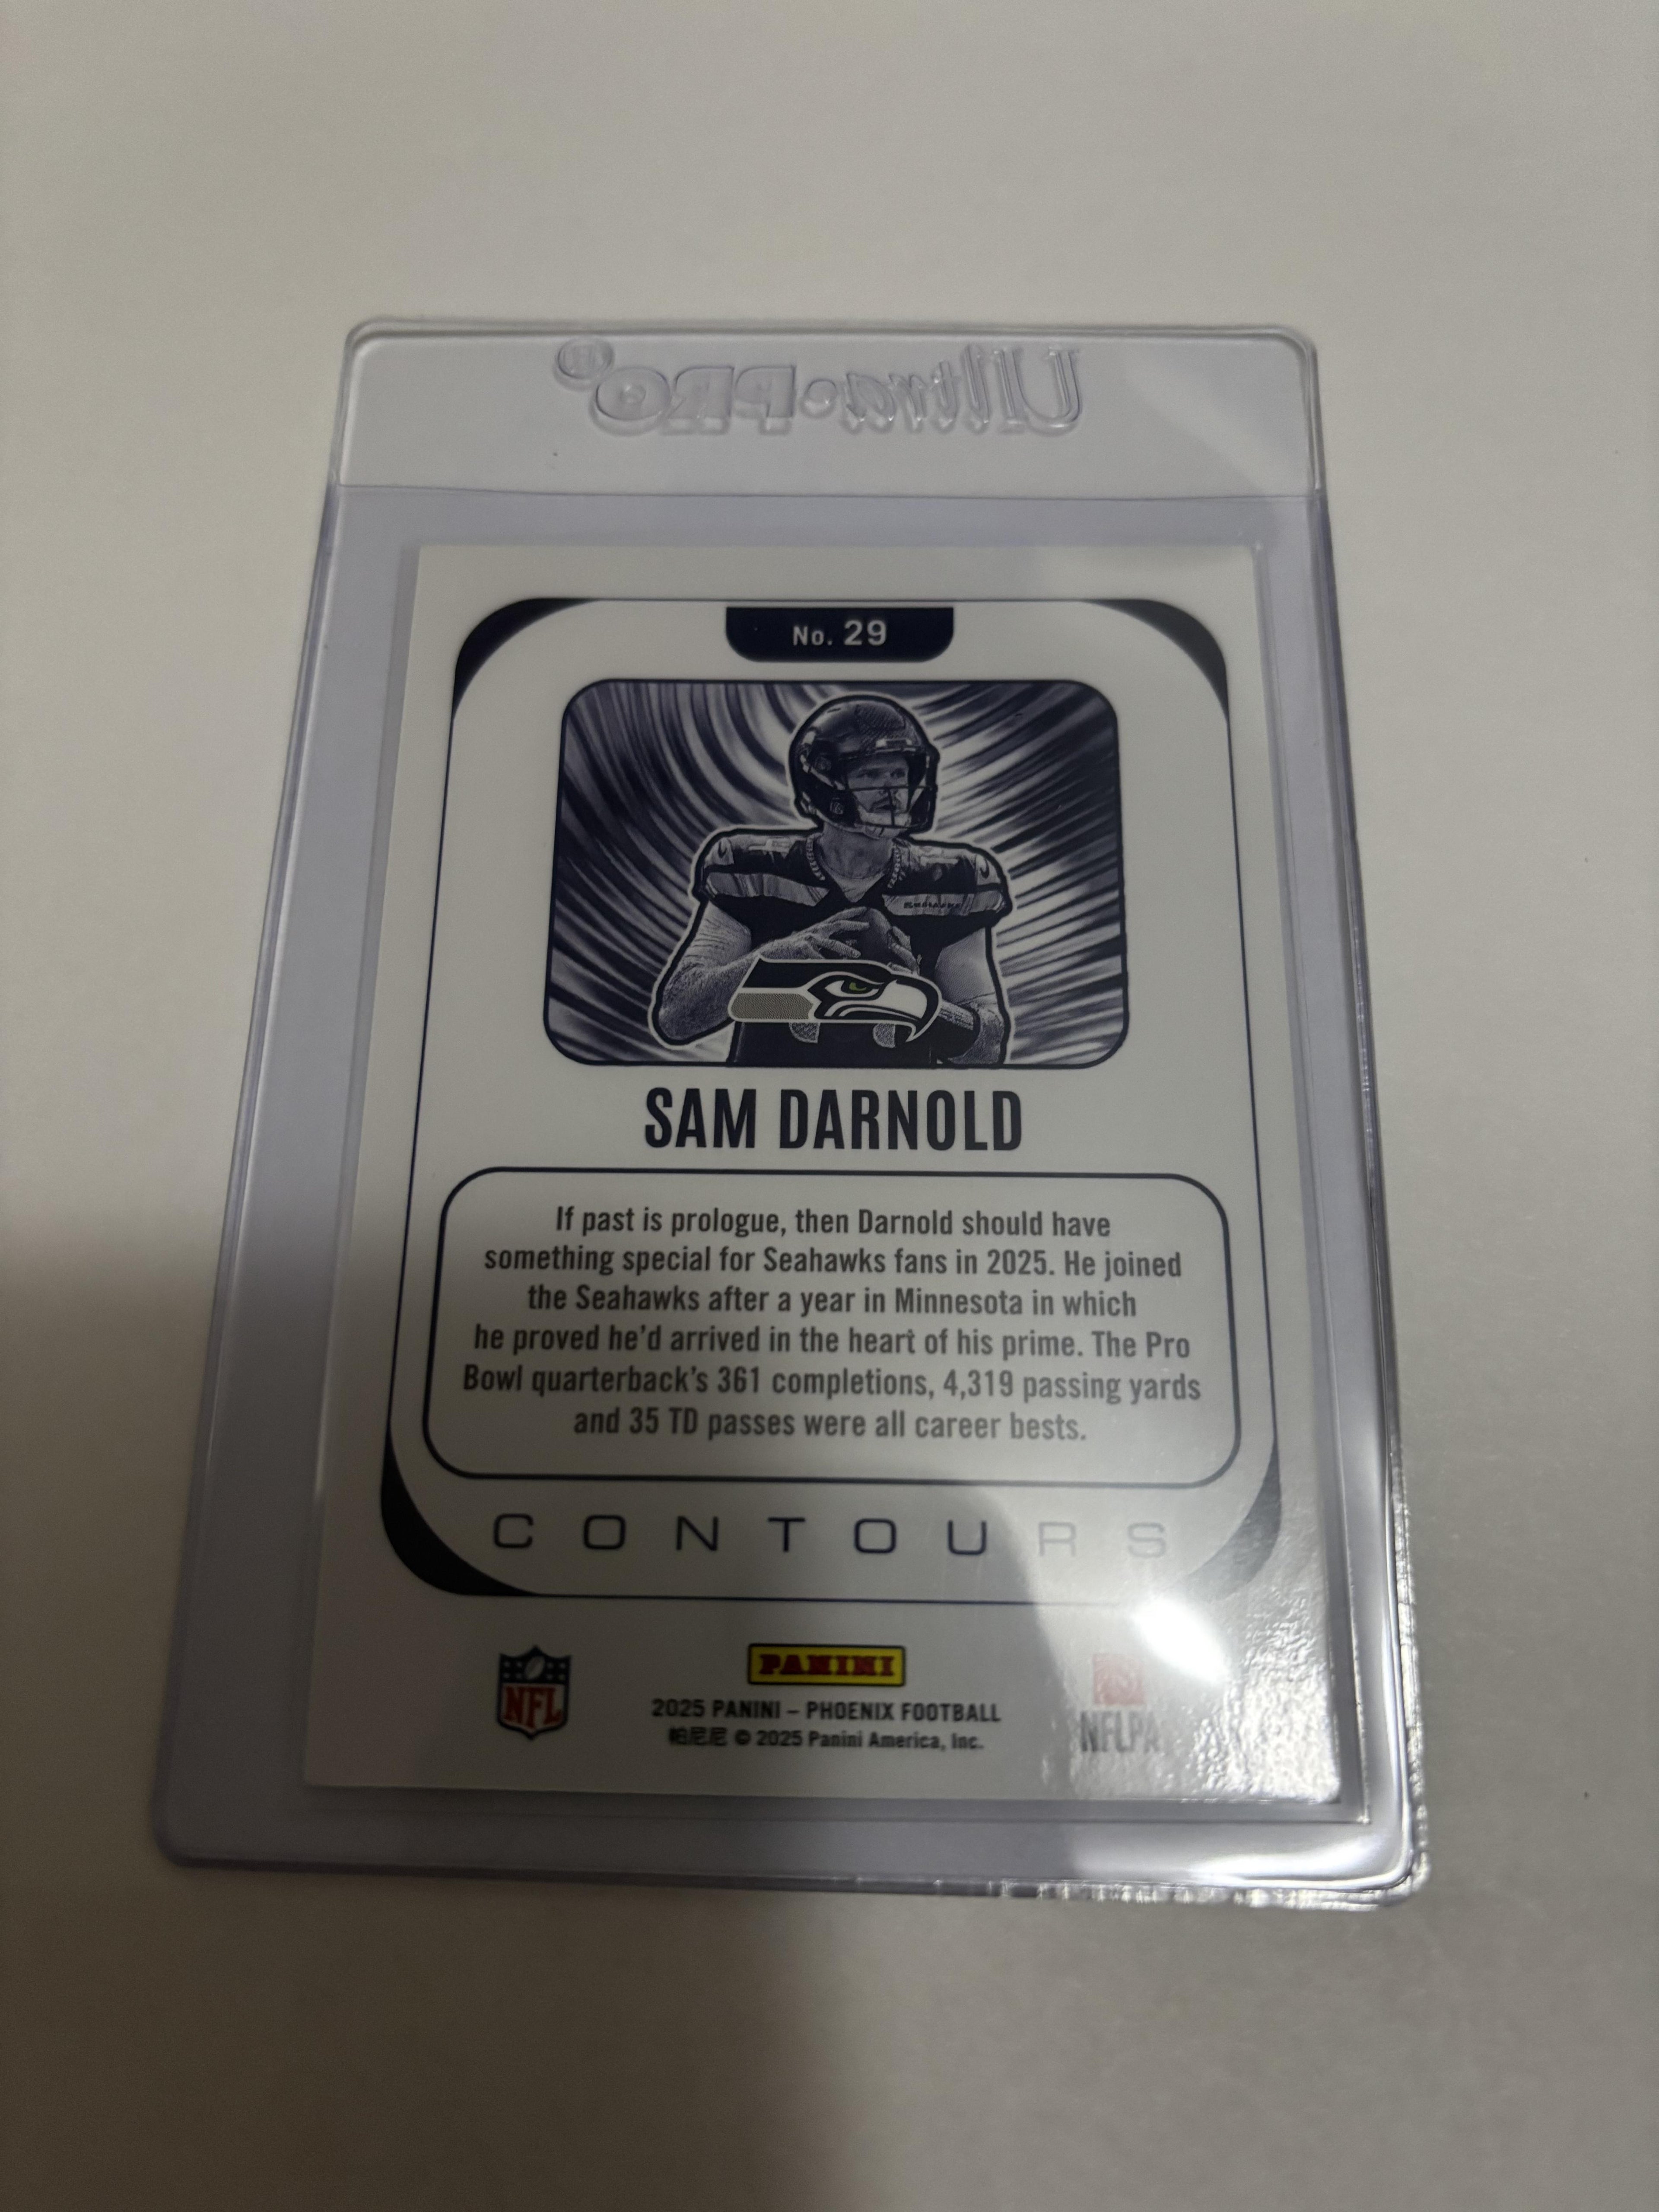 Ultra•PRO®
No. 29
SEAHAWKS
SAM DARNOLD
If past is prologue, then Darnold should have
something special for Seahawks fans in 2025. He joined
the Seahawks after a year in Minnesota in which
he proved he'd arrived in the heart of his prime. The Pro
Bowl quarterback's 361 completions, 4,319 passing yards
and 35 TD passes were all career bests.
CONTOURS
NFL
PANINI
2025 PANINI – PHOENIX FOOTBALL
帕尼尼 © 2025 Panini America, Inc.
NFLPA